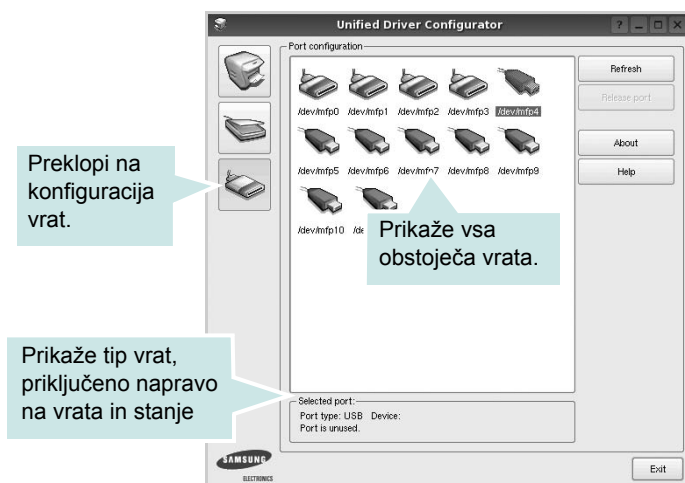 Unified Driver Configurator
Port configuration
/dev/mfp0 /dev/mfp1 /dev/mfp2 /dev/mfp3 /dev/mfp4
/dev/mfp5 /dev/mfp6 /dev/mfp7 /dev/mfp8 /dev/mfp9
/dev/mfp10
Refresh
Release port
About
Help
Preklopi na
konfiguracija
vrat.
Prikaže vsa
obstoječa vrata.
Prikaže tip vrat,
priključeno napravo
na vrata in stanje
Selected port:
Port type: USB Device:
Port is unused.
SAMSUNG
ELECTRONICS
Exit